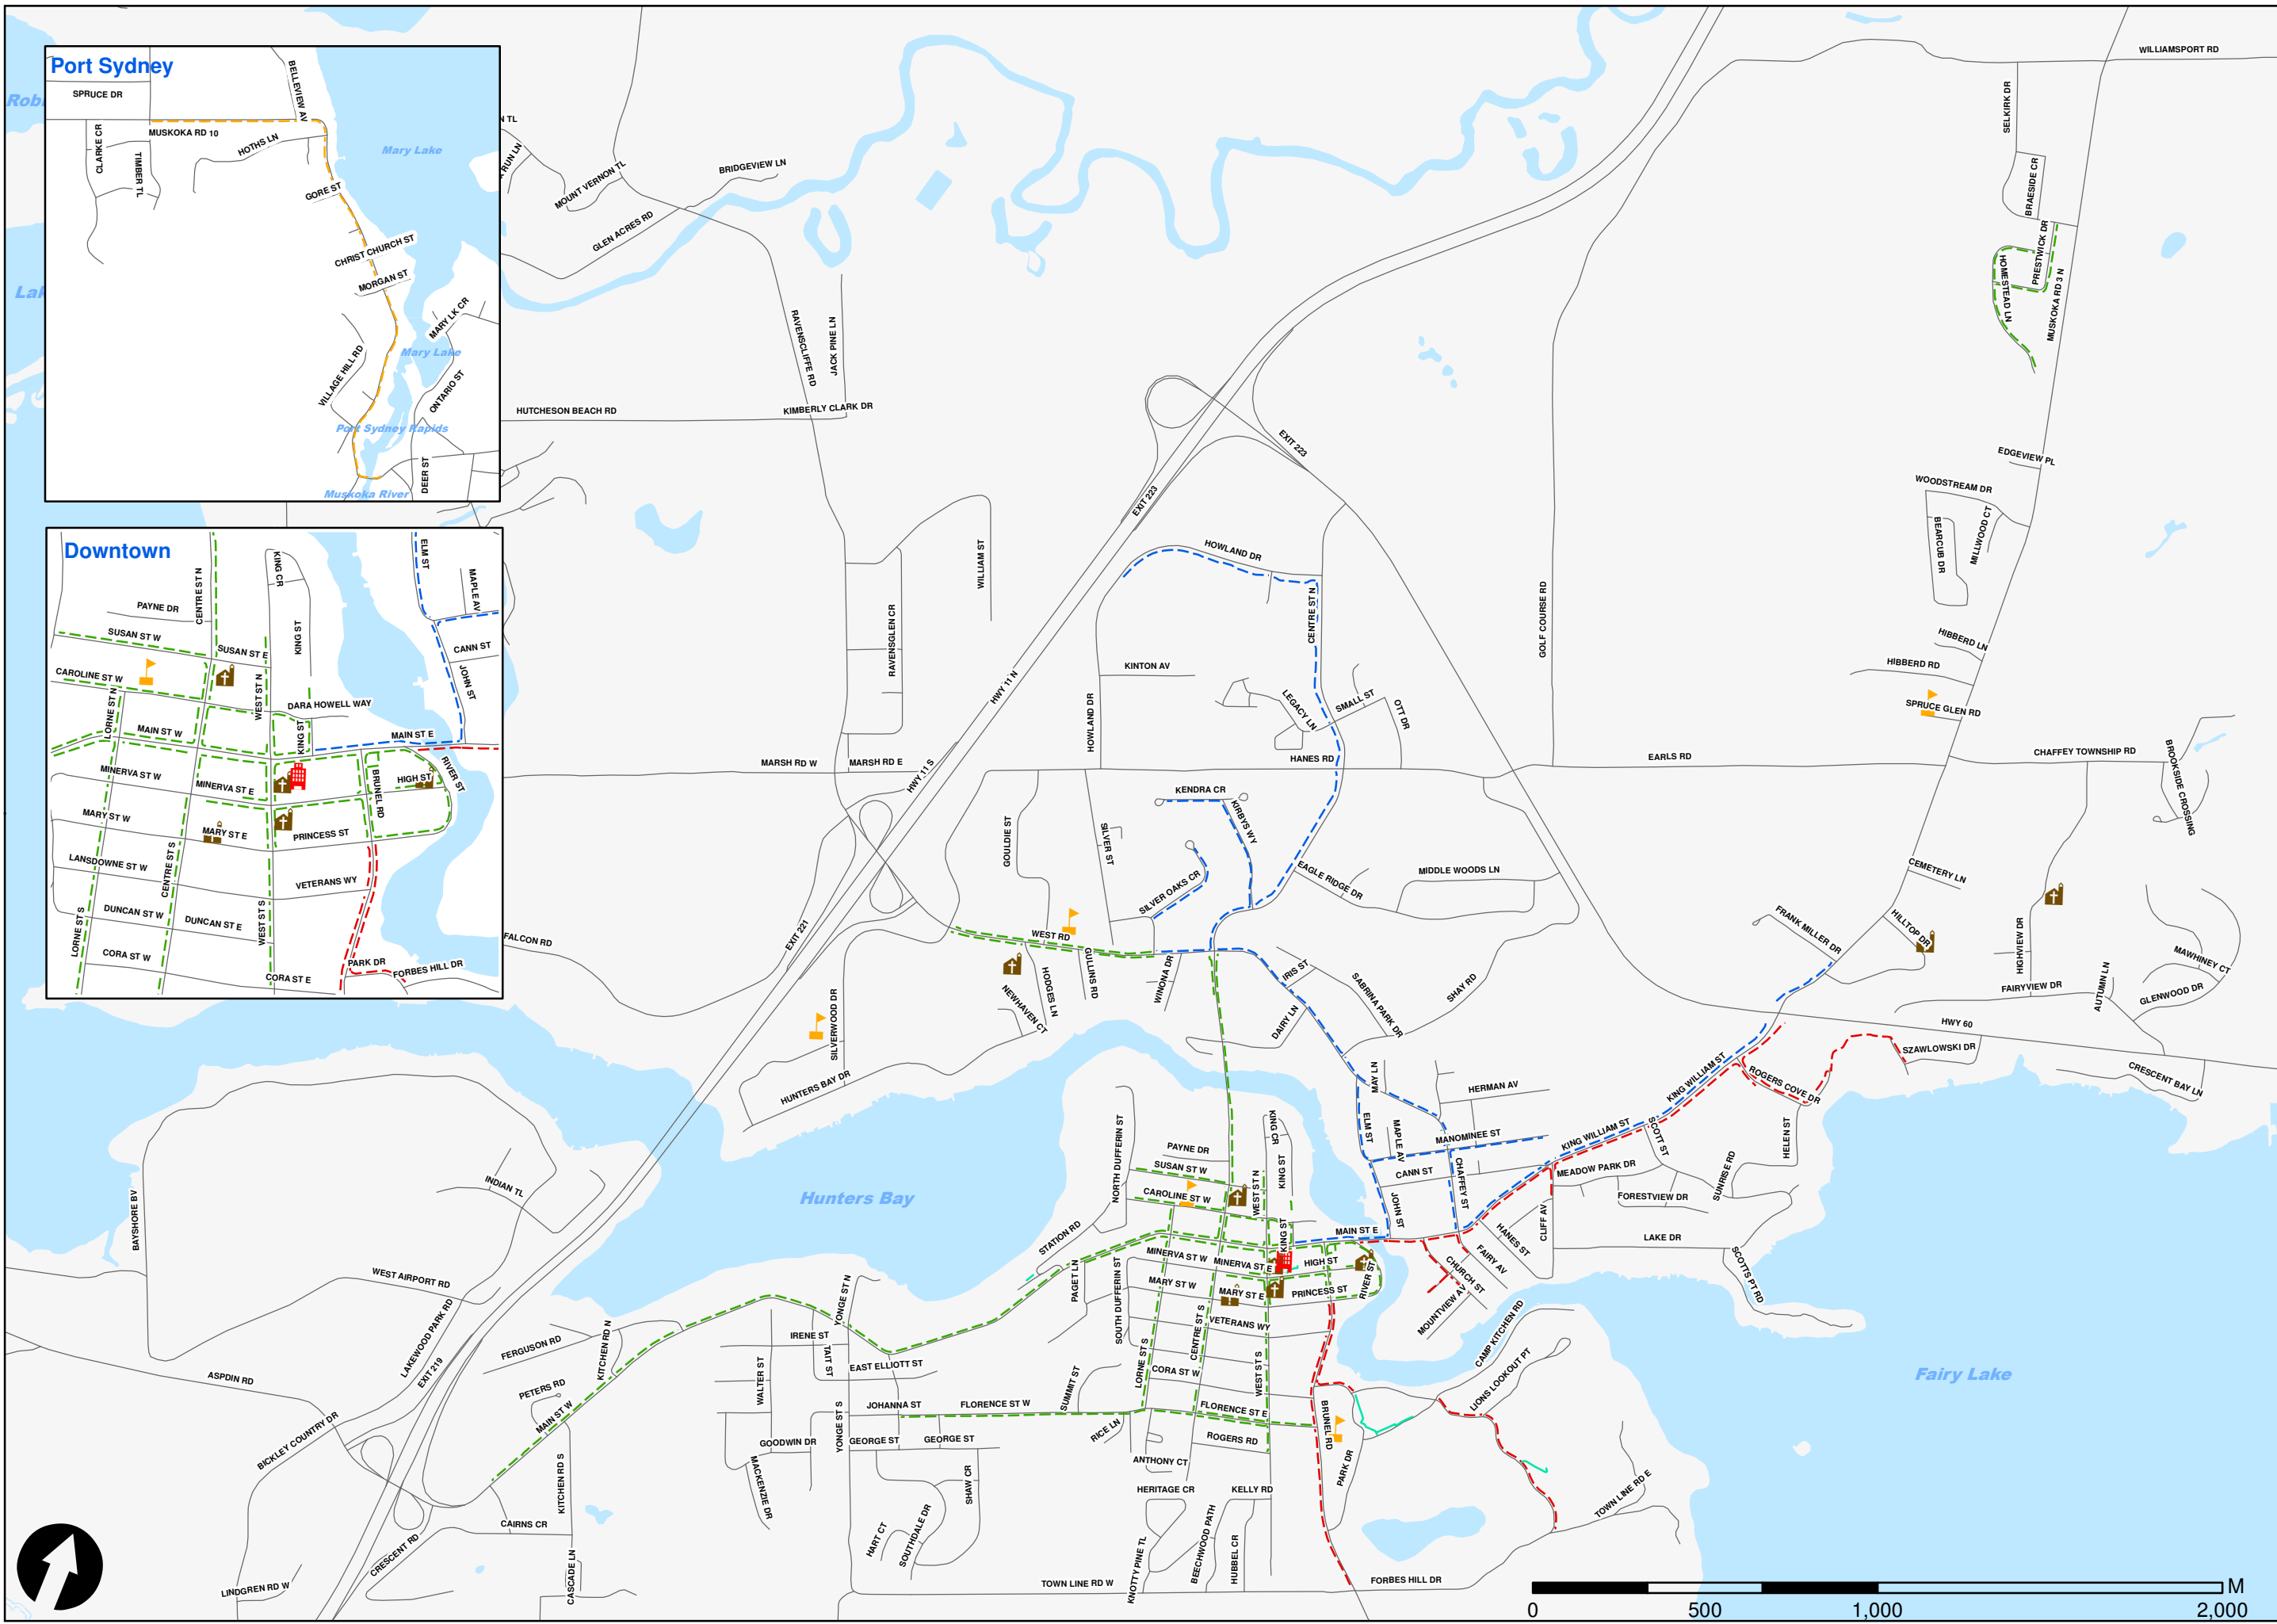 Port Sydney
SPRUCE DR
BELLEVIEW AV
MUSKOKA RD 10
CLARKE CR
TIMBER TL
HOTHS LN
GORE ST
CHRIST CHURCH ST
MORGAN ST
Mary Lake
MARY LK CR
Mary Lake
VILLAGE HILL RD
ONTARIO ST
Port Sydney Rapids
DEER ST
Muskoka River
Downtown
ELM ST
MAPLE AV
KING CR
CENTRE ST N
PAYNE DR
SUSAN ST W
SUSAN ST E
KING ST
CANN ST
JOHN ST
CAROLINE ST W
LORNE ST N
WEST ST N
DARA HOWELL WAY
MAIN ST W
KING ST
MAIN ST E
MINERVA ST W
MINERVA ST E
BRUNEL RD
HIGH ST
RIVER ST
MARY ST W
MARY ST E
PRINCESS ST
LANSDOWNE ST W
CENTRE ST S
VETERANS WY
DUNCAN ST W
DUNCAN ST E
WEST ST S
LORNE ST S
CORA ST W
CORA ST E
PARK DR
FORBES HILL DR
Rob
Lak
N TL
RUN LN
MOUNT VERNON TL
BRIDGEVIEW LN
GLEN ACRES RD
RAVENSCLIFFE RD
JACK PINE LN
HUTCHESON BEACH RD
KIMBERLY CLARK DR
WILLIAMSPORT RD
SELKIRK DR
BRAESIDE CR
PRESTWICK DR
HOMESTEAD LN
MUSKOKA RD 3 N
EDGEVIEW PL
WOODSTREAM DR
BEARCUB DR
MILLWOOD CT
HIBBERD LN
HIBBERD RD
SPRUCE GLEN RD
CHAFFEY TOWNSHIP RD
BROOKSIDE CROSSING
EXIT 223
EXIT 223
HOWLAND DR
CENTRE ST N
WILLIAM ST
RAVENSGLEN CR
HWY 11 N
KINTON AV
HOWLAND DR
LEGACY LN
SMALL ST
OTT DR
GOLF COURSE RD
MARSH RD W
MARSH RD E
HWY 11 S
HANES RD
EARLS RD
KENDRA CR
KIRBYS WY
GOULDIE ST
SILVER ST
SILVER OAKS CR
EAGLE RIDGE DR
MIDDLE WOODS LN
CEMETERY LN
HILLTOP DR
FRANK MILLER DR
HIGHVIEW DR
MAWHINEY CT
FAIRYVIEW DR
AUTUMN LN
GLENWOOD DR
FALCON RD
EXIT 221
WEST RD
GULLINS RD
HODGES LN
NEWHAVEN CT
WINONA DR
IRIS ST
SABRINA PARK DR
SHAY RD
DAIRY LN
SILVERWOOD DR
HUNTERS BAY DR
HWY 60
SZAWLOWSKI DR
CRESCENT BAY LN
ROGERS COVE DR
KING WILLIAM ST
KING WILLIAM ST
MAY LN
HERMAN AV
ELM ST
MAPLE AV
MANOMINEE ST
CANN ST
CHAFFEY ST
JOHN ST
SCOTT ST
HELEN ST
MEADOW PARK DR
FORESTVIEW DR
SUNRISE RD
CLIFF AV
HANES ST
FAIRY AV
LAKE DR
SCOTTS PT RD
CHURCH ST
CAMP KITCHEN RD
LIONS LOOKOUT PT
Hunters Bay
NORTH DUFFERIN ST
PAYNE DR
SUSAN ST W
CAROLINE ST W
WEST ST N
KING CR
KING ST
KING ST
MAIN ST E
STATION RD
PAGET LN
MINERVA ST W
MINERVA ST E
HIGH ST
MARY ST W
MARY ST E
PRINCESS ST
RIVER ST
SOUTH DUFFERIN ST
CENTRE ST S
VETERANS WY
LORNE ST S
CORA ST W
WEST ST S
FLORENCE ST W
FLORENCE ST E
SUMMIT ST
RICE LN
ROGERS RD
ANTHONY CT
BRUNEL RD
PARK DR
HERITAGE CR
KELLY RD
KNOTTY PINE TL
BEECHWOOD PATH
HUBBEL CR
TOWN LINE RD W
FORBES HILL DR
TOWN LINE RD E
Fairy Lake
BAYSHORE BV
INDIAN TL
WEST AIRPORT RD
LAKEWOOD PARK RD
EXIT 219
ASPDIN RD
BICKLEY COUNTRY DR
FERGUSON RD
KITCHEN RD N
PETERS RD
MAIN ST W
YONGE ST N
IRENE ST
TAIT ST
EAST ELLIOTT ST
WALTER ST
JOHANNA ST
YONGE ST S
GOODWIN DR
GEORGE ST
GEORGE ST
MACKENZIE DR
SHAW CR
HART CT
SOUTHDALE DR
KITCHEN RD S
CAIRNS CR
CRESCENT RD
CASCADE LN
LINDGREN RD W
M
0 500 1,000 2,000